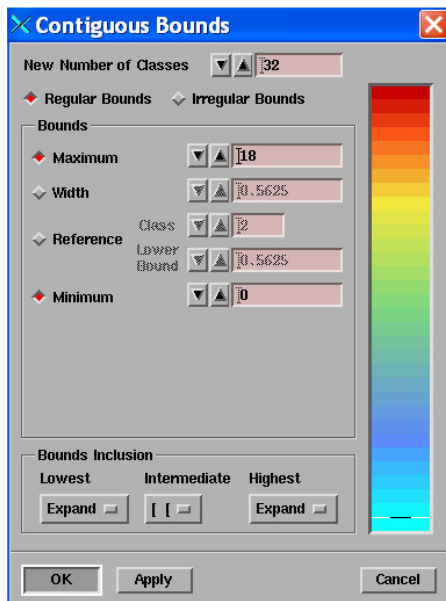 Contiguous Bounds
New Number of Classes 32
Regular Bounds Irregular Bounds
Bounds
Maximum 18
Width 0.5625
Reference Class 2
Lower Bound 0.5625
Minimum 0
Bounds Inclusion
Lowest Intermediate Highest
Expand [ [ Expand
OK Apply Cancel